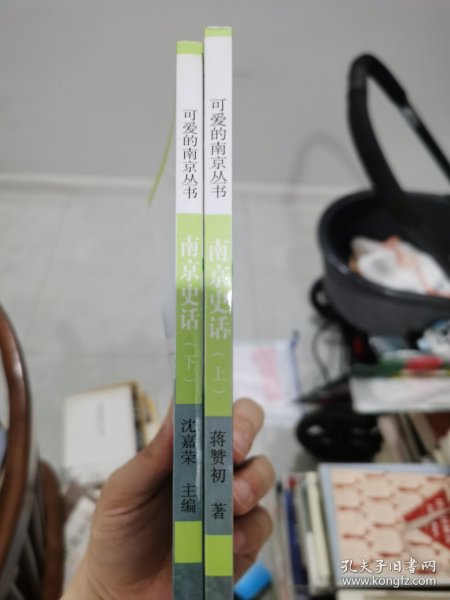 可爱的南京丛书
南京史话
（下）
沈嘉荣 主编
可爱的南京丛书
南京史话
（上）
蒋赞初 著
孔夫子旧书网
www.kongfz.com